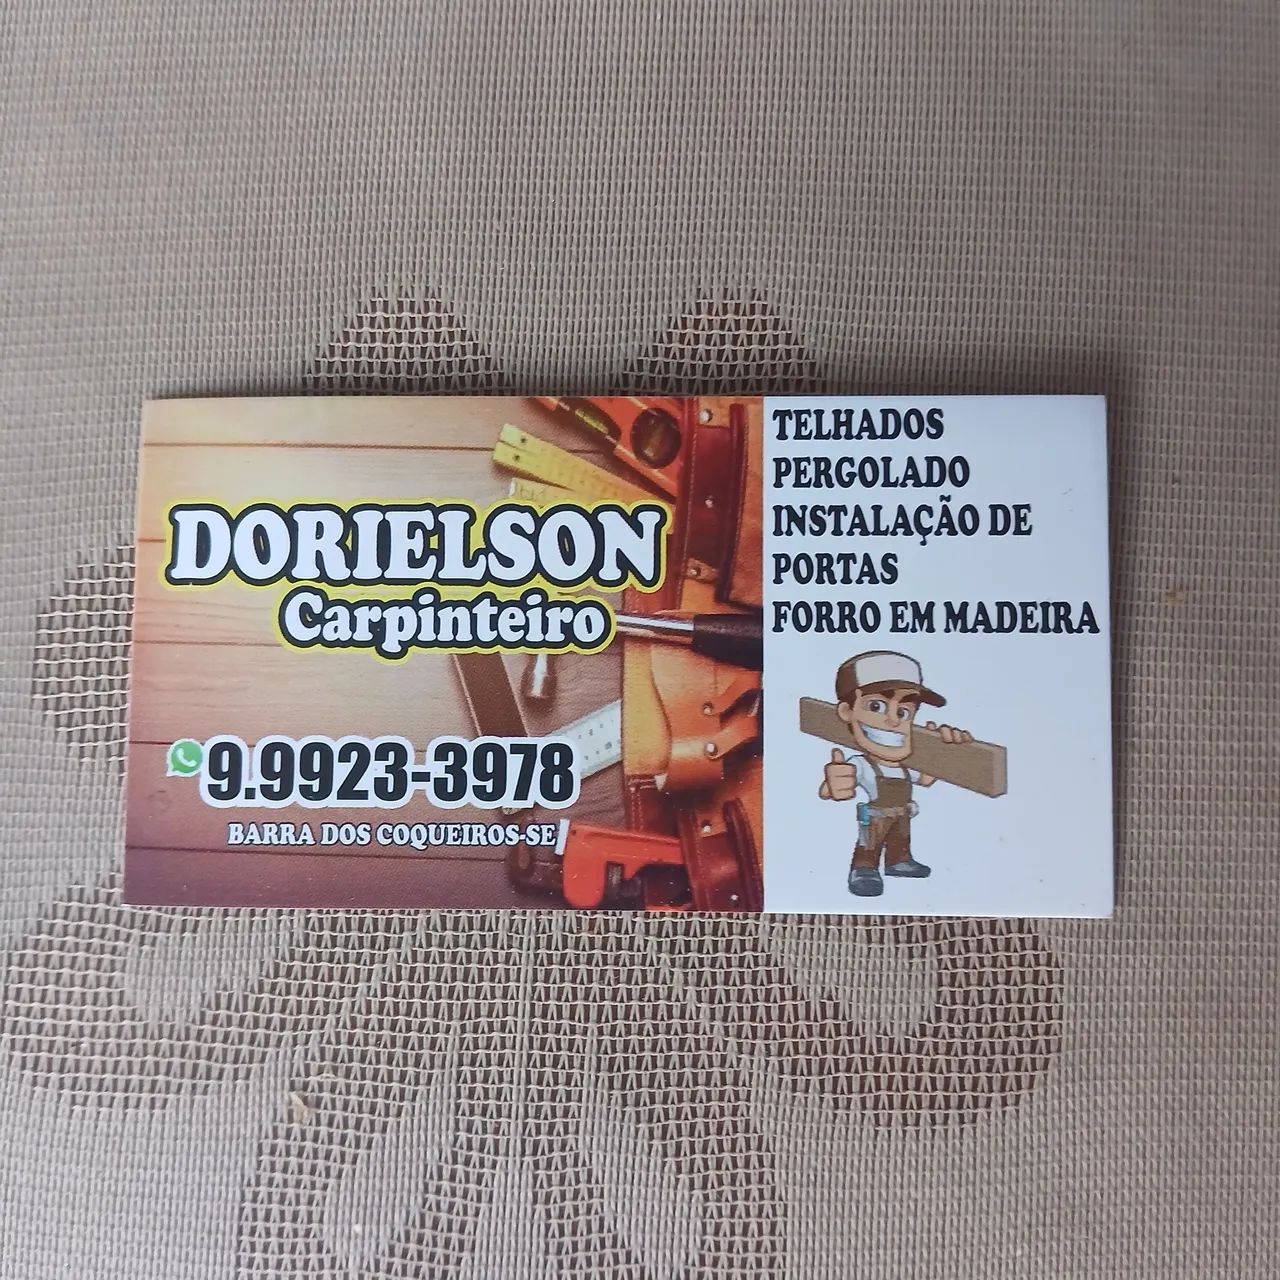 DORIELSON
Carpinteiro
9.9923-3978
BARRA DOS COQUEIROS-SE
TELHADOS
PERGOLADO
INSTALAÇÃO DE
PORTAS
FORRO EM MADEIRA